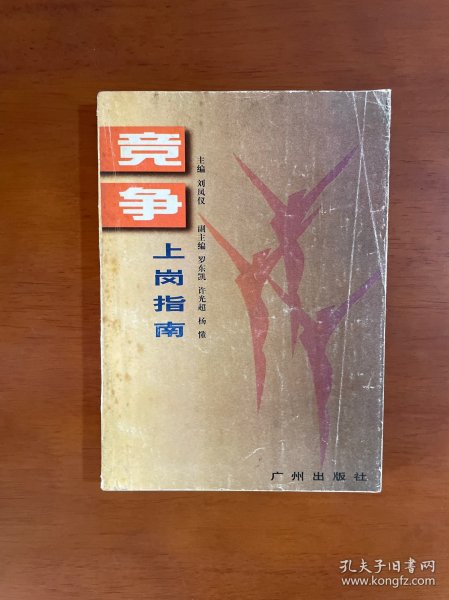 竞争
上岗指南
主编 刘凤仪
副主编 罗东凯 许光超 杨慵
广州出版社
孔夫子旧书网
www.kongfz.com